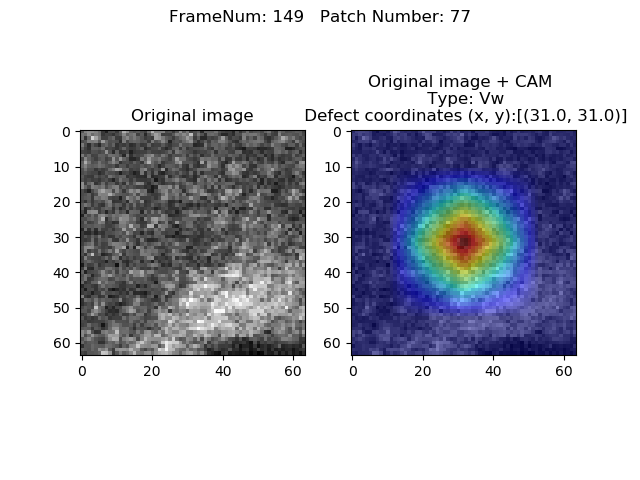 FrameNum: 149   Patch Number: 77
Original image
Original image + CAM
Type: Vw
Defect coordinates (x, y):[(31.0, 31.0)]
0
10
20
30
40
50
60
0 20 40 60
0
10
20
30
40
50
60
0 20 40 60